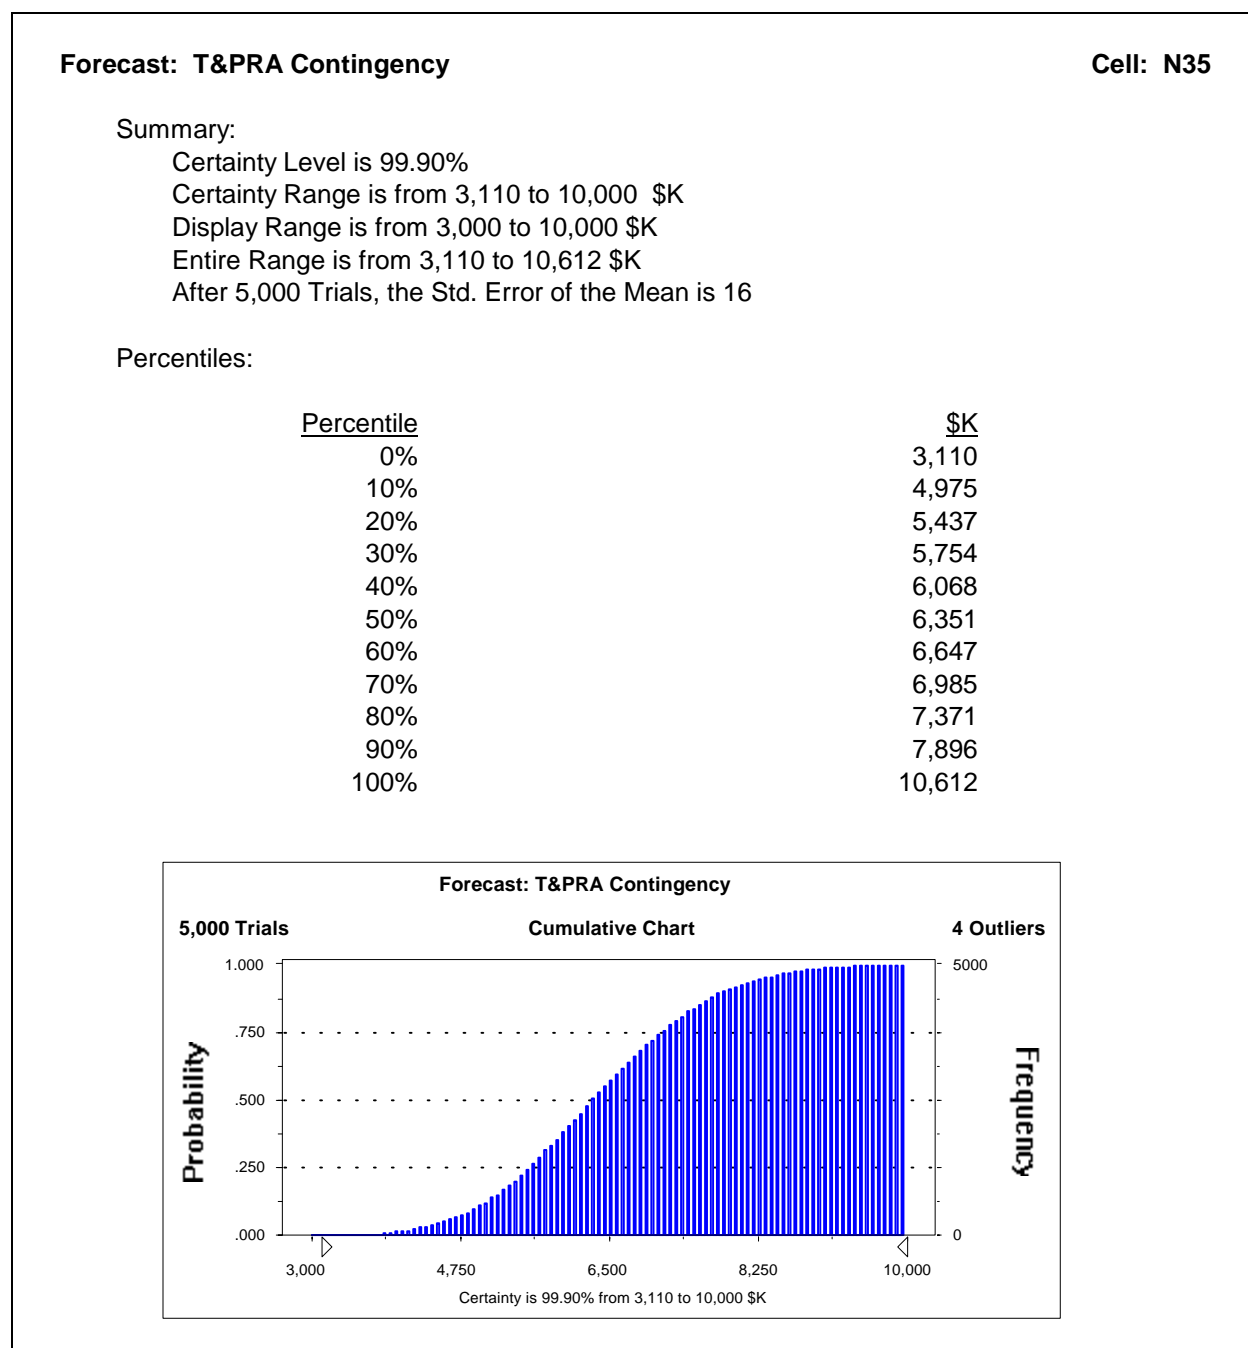 Forecast:  T&PRA Contingency Cell:  N35
Summary:
Certainty Level is 99.90%
Certainty Range is from 3,110 to 10,000  $K
Display Range is from 3,000 to 10,000 $K
Entire Range is from 3,110 to 10,612 $K
After 5,000 Trials, the Std. Error of the Mean is 16
Percentiles:
Percentile $K
0% 3,110
10% 4,975
20% 5,437
30% 5,754
40% 6,068
50% 6,351
60% 6,647
70% 6,985
80% 7,371
90% 7,896
100% 10,612
Forecast: T&PRA Contingency
5,000 Trials Cumulative Chart 4 Outliers
1.000 5000
.750
.500
.250
.000 0
Probability
Frequency
3,000 4,750 6,500 8,250 10,000
Certainty is 99.90% from 3,110 to 10,000 $K